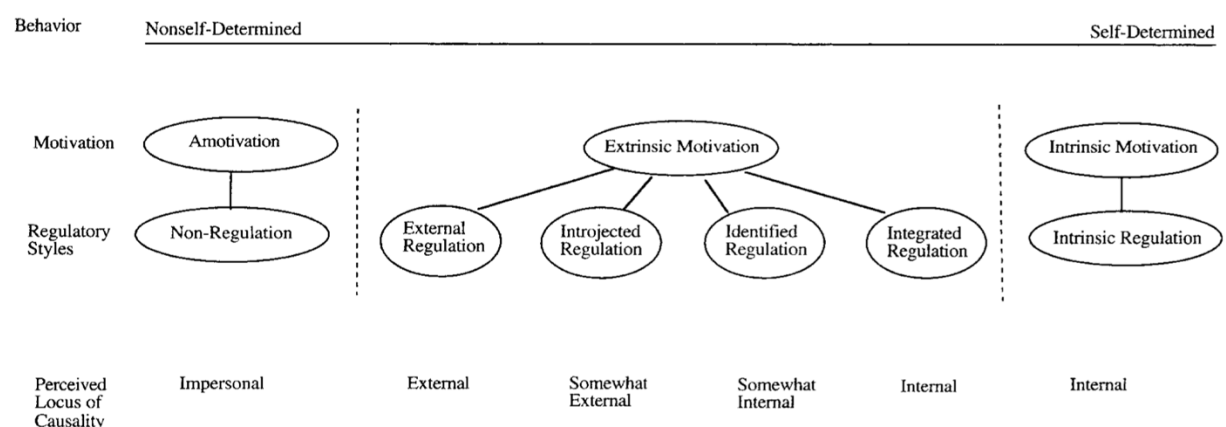 Behavior Nonself-Determined Self-Determined
Motivation Amotivation Extrinsic Motivation Intrinsic Motivation
Regulatory
Styles
Non-Regulation
External
Regulation
Introjected
Regulation
Identified
Regulation
Integrated
Regulation
Intrinsic Regulation
Perceived
Locus of
Causality
Impersonal
External
Somewhat
External
Somewhat
Internal
Internal
Internal